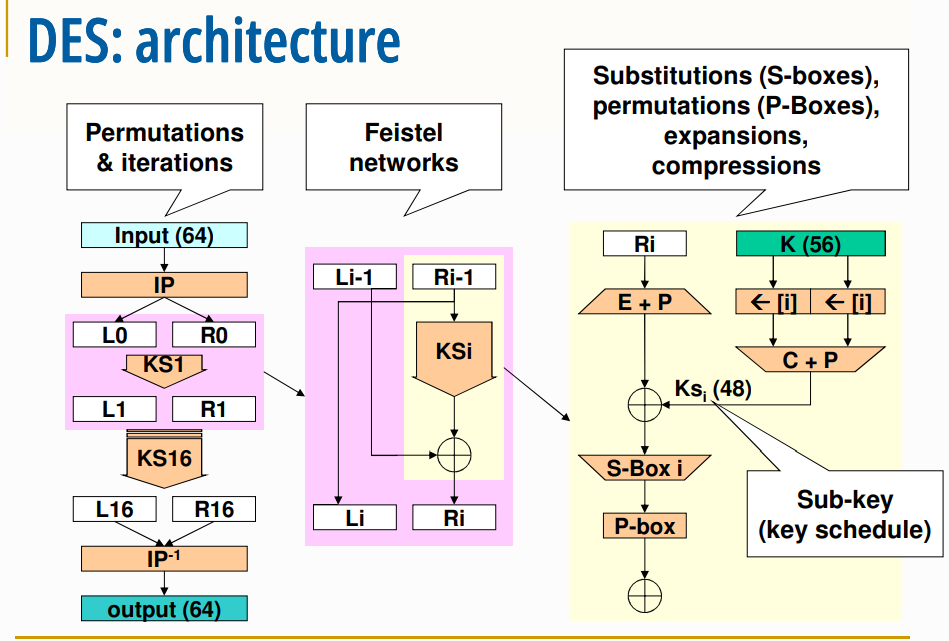 DES: architecture
Permutations
& iterations
Feistel
networks
Substitutions (S-boxes),
permutations (P-Boxes),
expansions,
compressions
Input (64)
IP
L0
R0
KS1
L1
R1
KS16
L16
R16
IP-1
output (64)
Li-1
Ri-1
KSi
Li
Ri
Ri
K (56)
E + P
← [i]
← [i]
C + P
Ksi (48)
S-Box i
P-box
Sub-key
(key schedule)